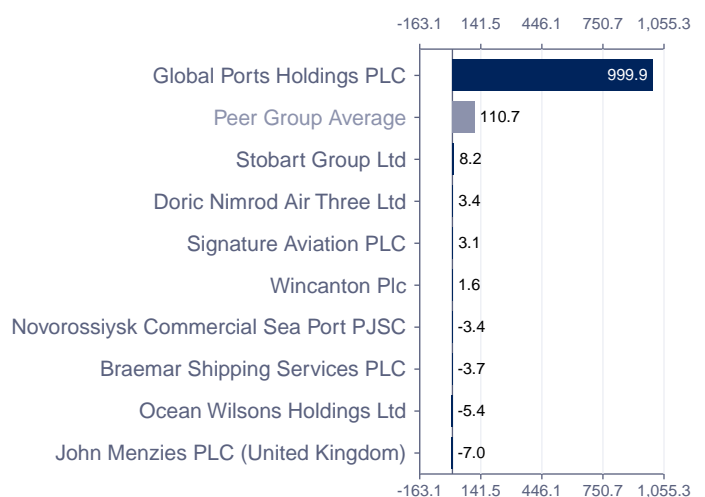 -163.1 141.5 446.1 750.7 1,055.3
Global Ports Holdings PLC 999.9
Peer Group Average 110.7
Stobart Group Ltd 8.2
Doric Nimrod Air Three Ltd 3.4
Signature Aviation PLC 3.1
Wincanton Plc 1.6
Novorossiysk Commercial Sea Port PJSC -3.4
Braemar Shipping Services PLC -3.7
Ocean Wilsons Holdings Ltd -5.4
John Menzies PLC (United Kingdom) -7.0
-163.1 141.5 446.1 750.7 1,055.3